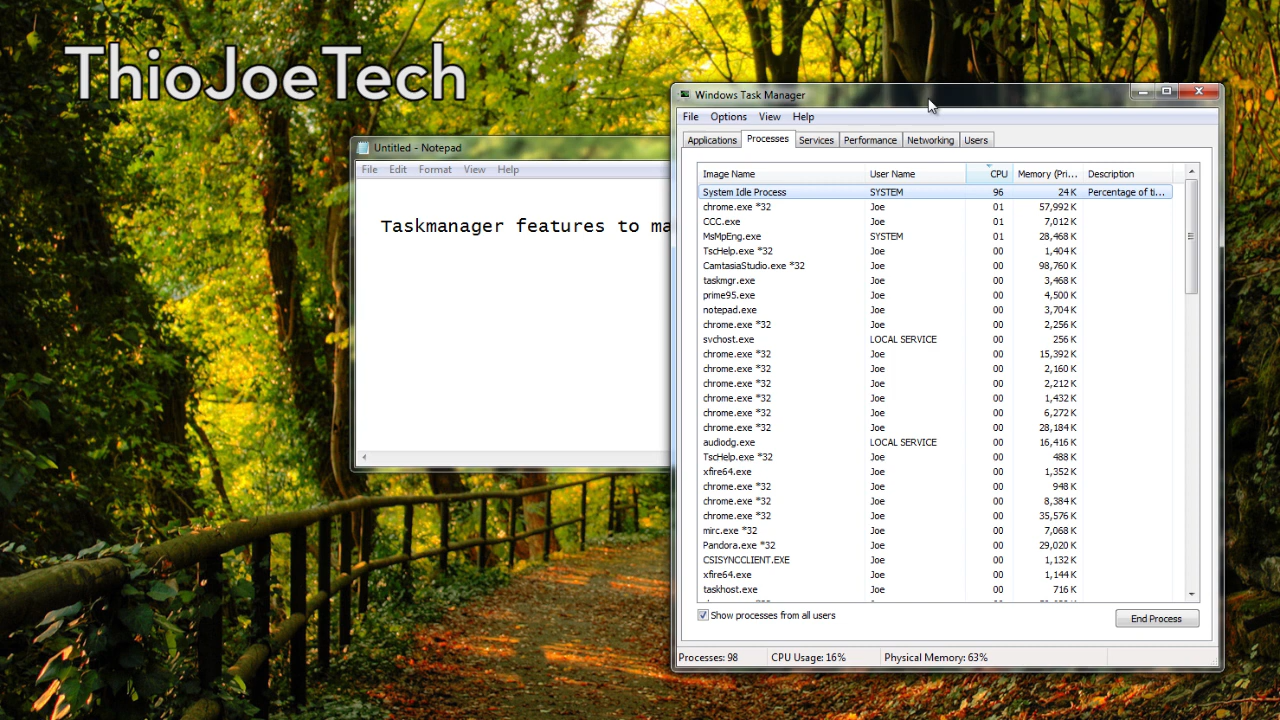 ThioJoeTech
Untitled - Notepad
File Edit Format View Help
Taskmanager features to ma
Windows Task Manager
File Options View Help
Applications Processes Services Performance Networking Users
Image Name User Name CPU Memory (Pri... Description
System Idle Process SYSTEM 96 24 K Percentage of ti...
chrome.exe *32 Joe 01 57,992 K
CCC.exe Joe 01 7,012 K
MsMpEng.exe SYSTEM 01 28,468 K
TscHelp.exe *32 Joe 00 1,404 K
CamtasiaStudio.exe *32 Joe 00 98,760 K
taskmgr.exe Joe 00 3,468 K
prime95.exe Joe 00 4,500 K
notepad.exe Joe 00 3,704 K
chrome.exe *32 Joe 00 2,256 K
svchost.exe LOCAL SERVICE 00 256 K
chrome.exe *32 Joe 00 15,392 K
chrome.exe *32 Joe 00 2,160 K
chrome.exe *32 Joe 00 2,212 K
chrome.exe *32 Joe 00 1,432 K
chrome.exe *32 Joe 00 6,272 K
chrome.exe *32 Joe 00 28,184 K
audiodg.exe LOCAL SERVICE 00 16,416 K
TscHelp.exe *32 Joe 00 488 K
xfire64.exe Joe 00 1,352 K
chrome.exe *32 Joe 00 948 K
chrome.exe *32 Joe 00 8,384 K
chrome.exe *32 Joe 00 35,576 K
mirc.exe *32 Joe 00 7,068 K
Pandora.exe *32 Joe 00 29,020 K
CSISYNCCLIENT.EXE Joe 00 1,132 K
xfire64.exe Joe 00 1,144 K
taskhost.exe Joe 00 716 K
Show processes from all users
End Process
Processes: 98 CPU Usage: 16% Physical Memory: 63%